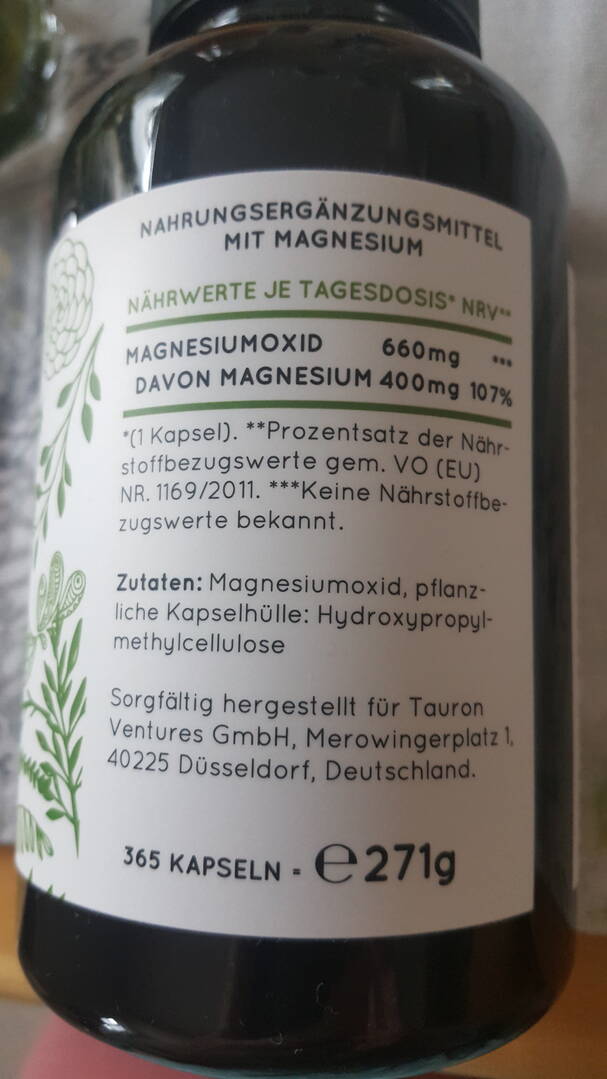 NAHRUNGSERGÄNZUNGSMITTEL
MIT MAGNESIUM
NÄHRWERTE JE TAGESDOSIS* NRV**
MAGNESIUMOXID 660mg ***
DAVON MAGNESIUM 400mg 107%
*(1 Kapsel). **Prozentsatz der Nähr-
stoffbezugswerte gem. VO (EU)
NR. 1169/2011. ***Keine Nährstoffbe-
zugswerte bekannt.
Zutaten: Magnesiumoxid, pflanz-
liche Kapselhülle: Hydroxypropyl-
methylcellulose
Sorgfältig hergestellt für Tauron
Ventures GmbH, Merowingerplatz 1,
40225 Düsseldorf, Deutschland.
365 KAPSELN = ℮271g